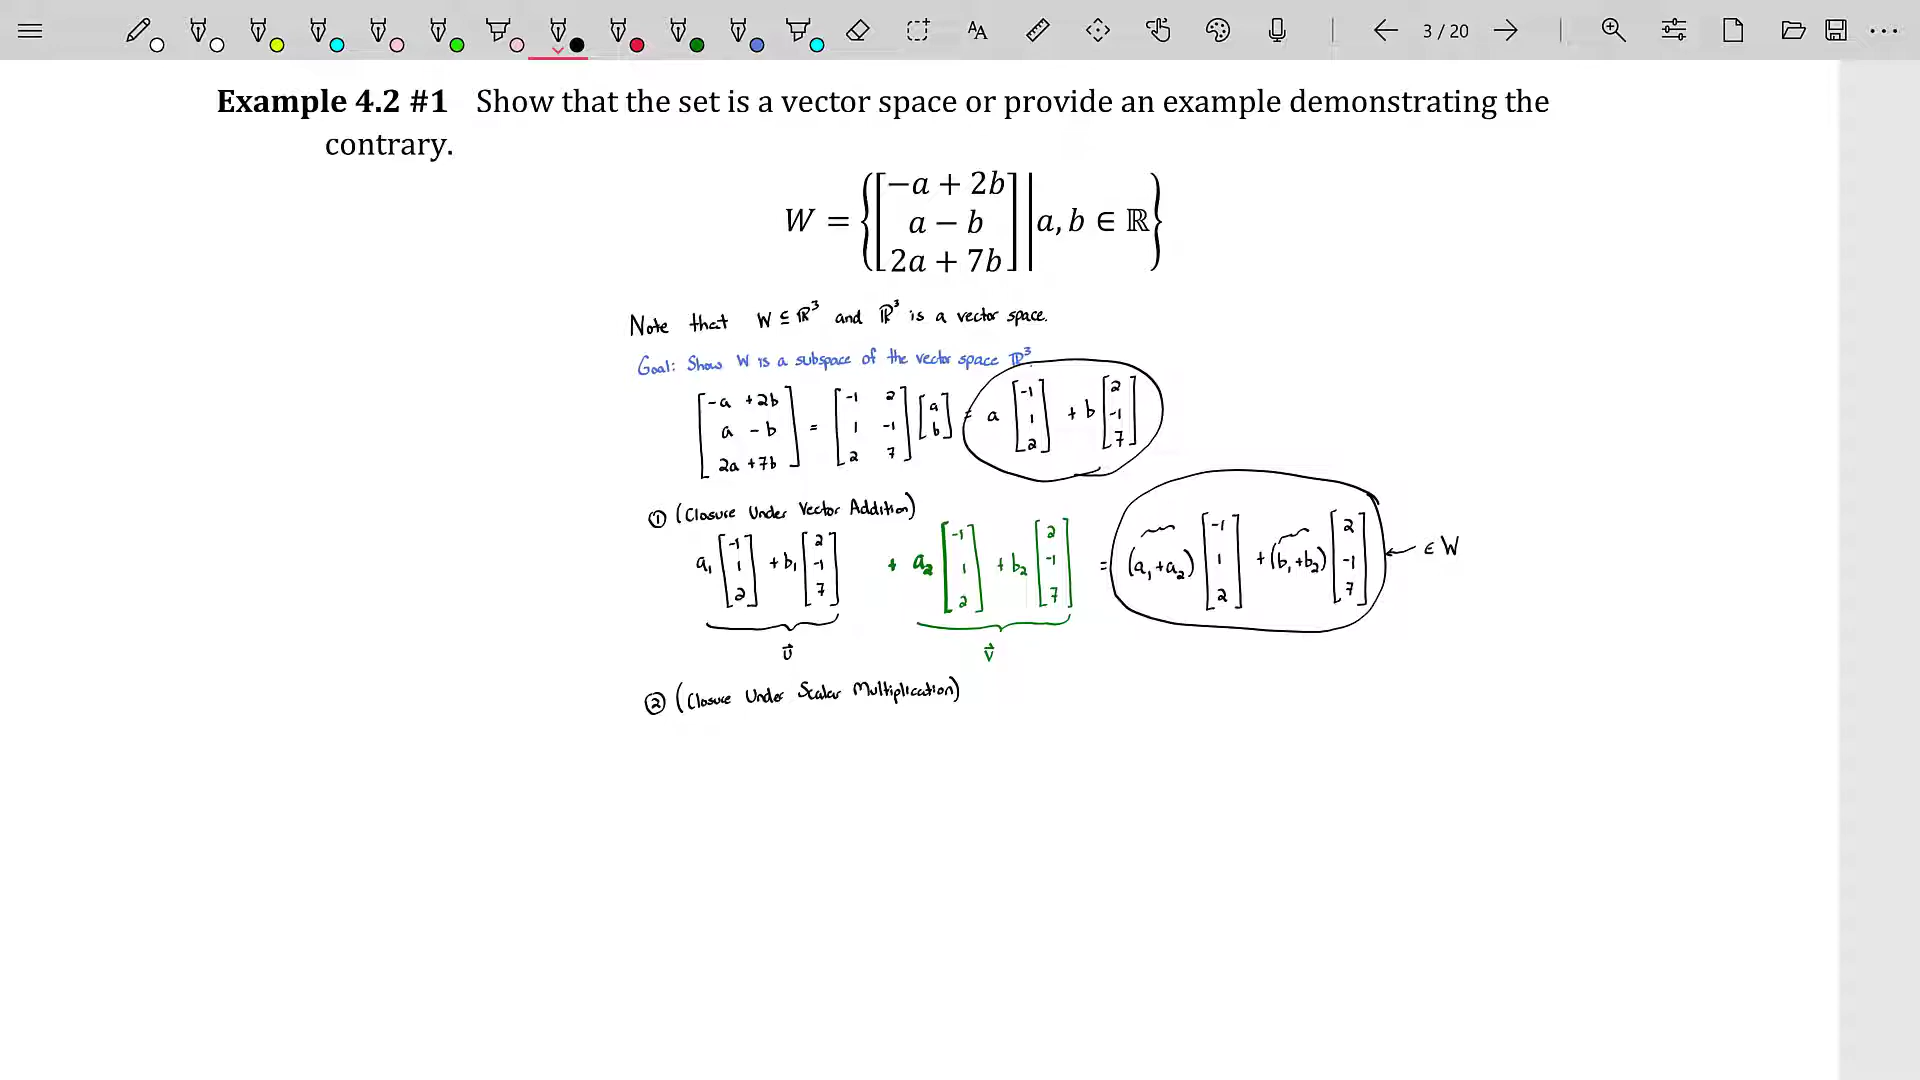 3 / 20
Example 4.2 #1 Show that the set is a vector space or provide an example demonstrating the
contrary.
W = {[−a + 2b; a − b; 2a + 7b] | a, b ∈ ℝ}
Note that W ⊆ ℝ³ and ℝ³ is a vector space.
Goal: Show W is a subspace of the vector space ℝ³.
[-a +2b; a - b; 2a +7b] = [-1 2; 1 -1; 2 7] [a; b] = a [-1; 1; 2] + b [2; -1; 7]
① (Closure Under Vector Addition)
a₁ [-1; 1; 2] + b₁ [2; -1; 7] + a₂ [-1; 1; 2] + b₂ [2; -1; 7] = (a₁ + a₂) [-1; 1; 2] + (b₁ + b₂) [2; -1; 7] ← ∈ W
u⃗ v⃗
② (Closure Under Scalar Multiplication)